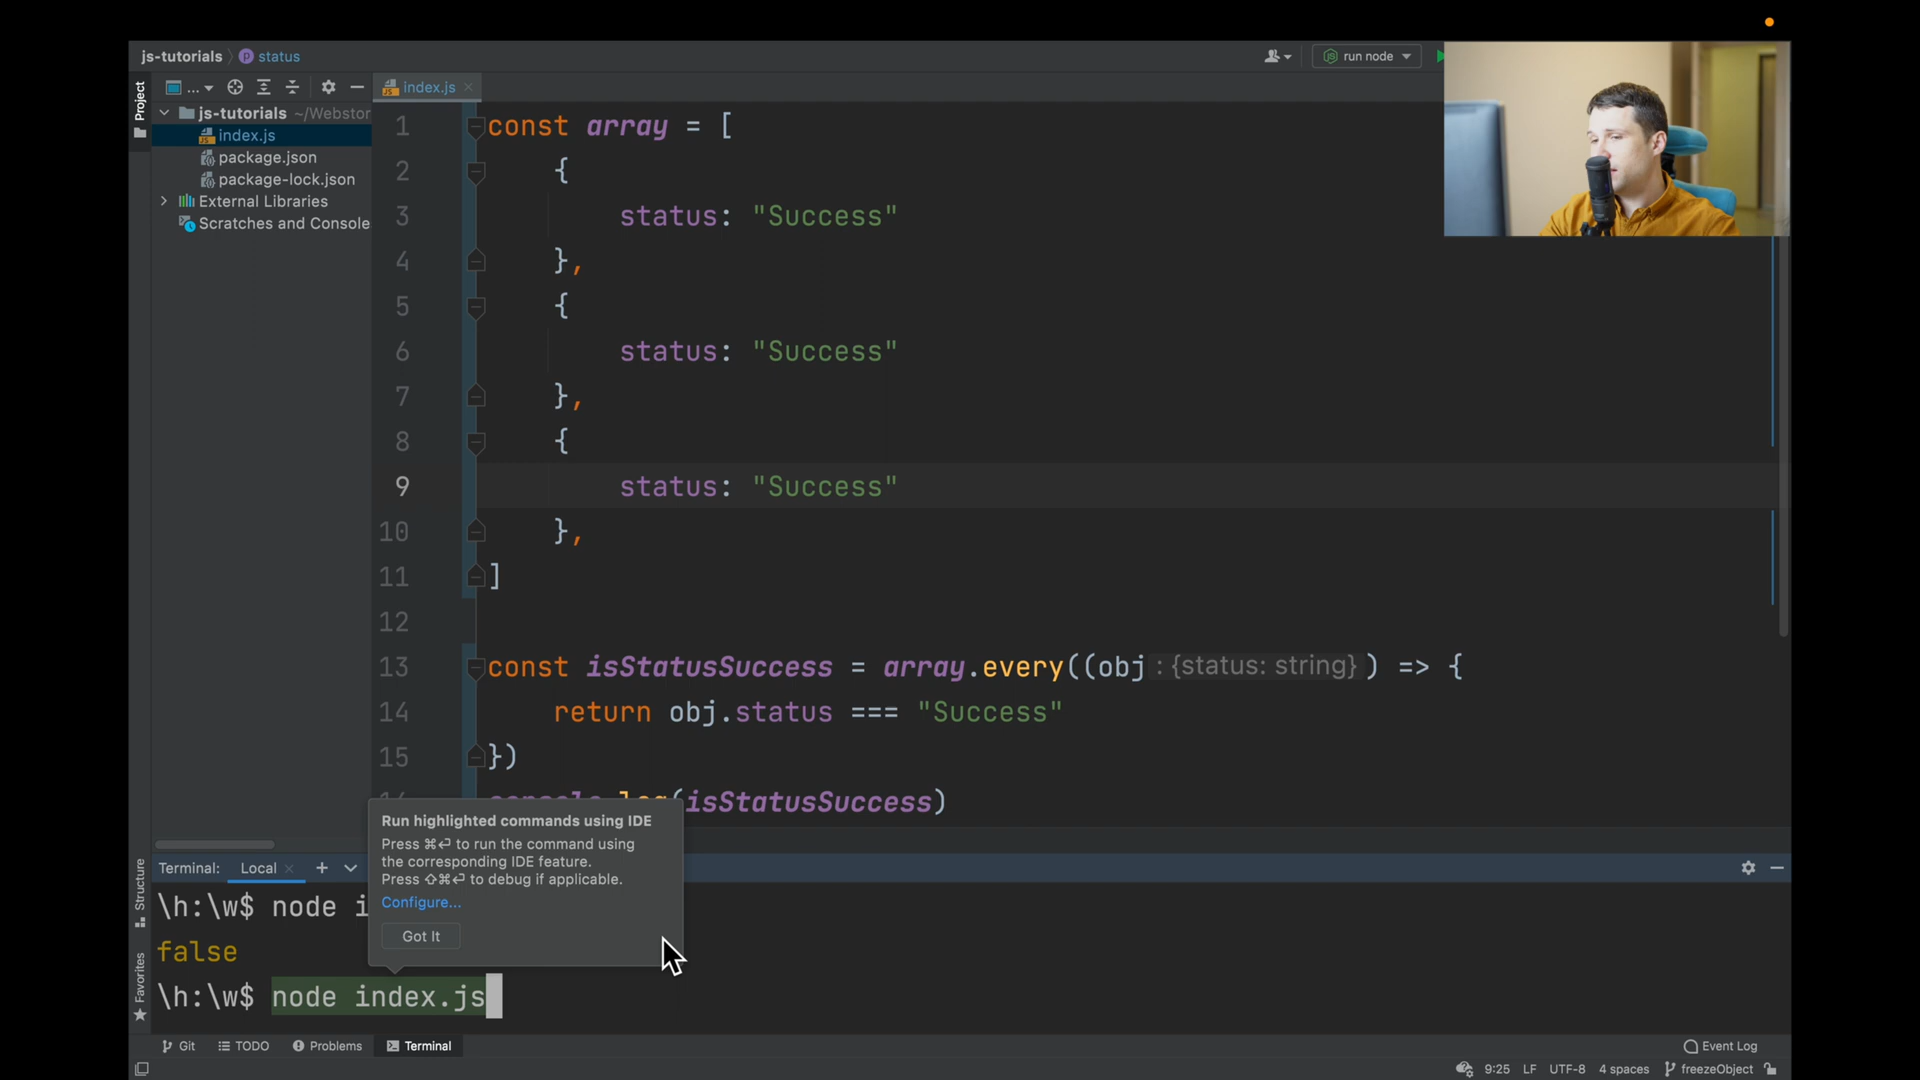 js-tutorials status
run node
Project
...
index.js
js-tutorials ~/Webstor
index.js
package.json
package-lock.json
External Libraries
Scratches and Console
1 const array = [
2 {
3 status: "Success"
4 },
5 {
6 status: "Success"
7 },
8 {
9 status: "Success"
10 },
11 ]
12
13 const isStatusSuccess = array.every((obj : {status: string} ) => {
14 return obj.status === "Success"
15 })
(isStatusSuccess)
Run highlighted commands using IDE
Press ⌘⏎ to run the command using
the corresponding IDE feature.
Press ⇧⌘⏎ to debug if applicable.
Configure...
Got It
Structure
Favorites
Terminal: Local
\h:\w$ node i
false
\h:\w$ node index.js
Git TODO Problems Terminal
Event Log
9:25 LF UTF-8 4 spaces freezeObject